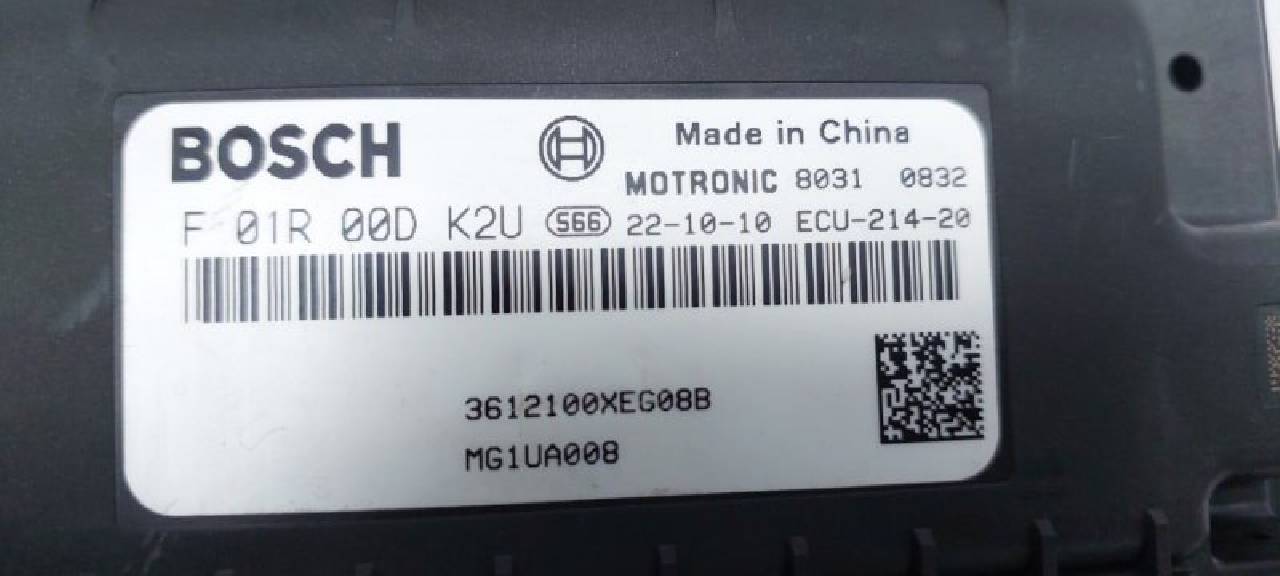 BOSCH
Made in China
MOTRONIC 8031 0832
F 01R 00D K2U S66 22-10-10 ECU-214-20
3612100XEG08B
MG1UA008